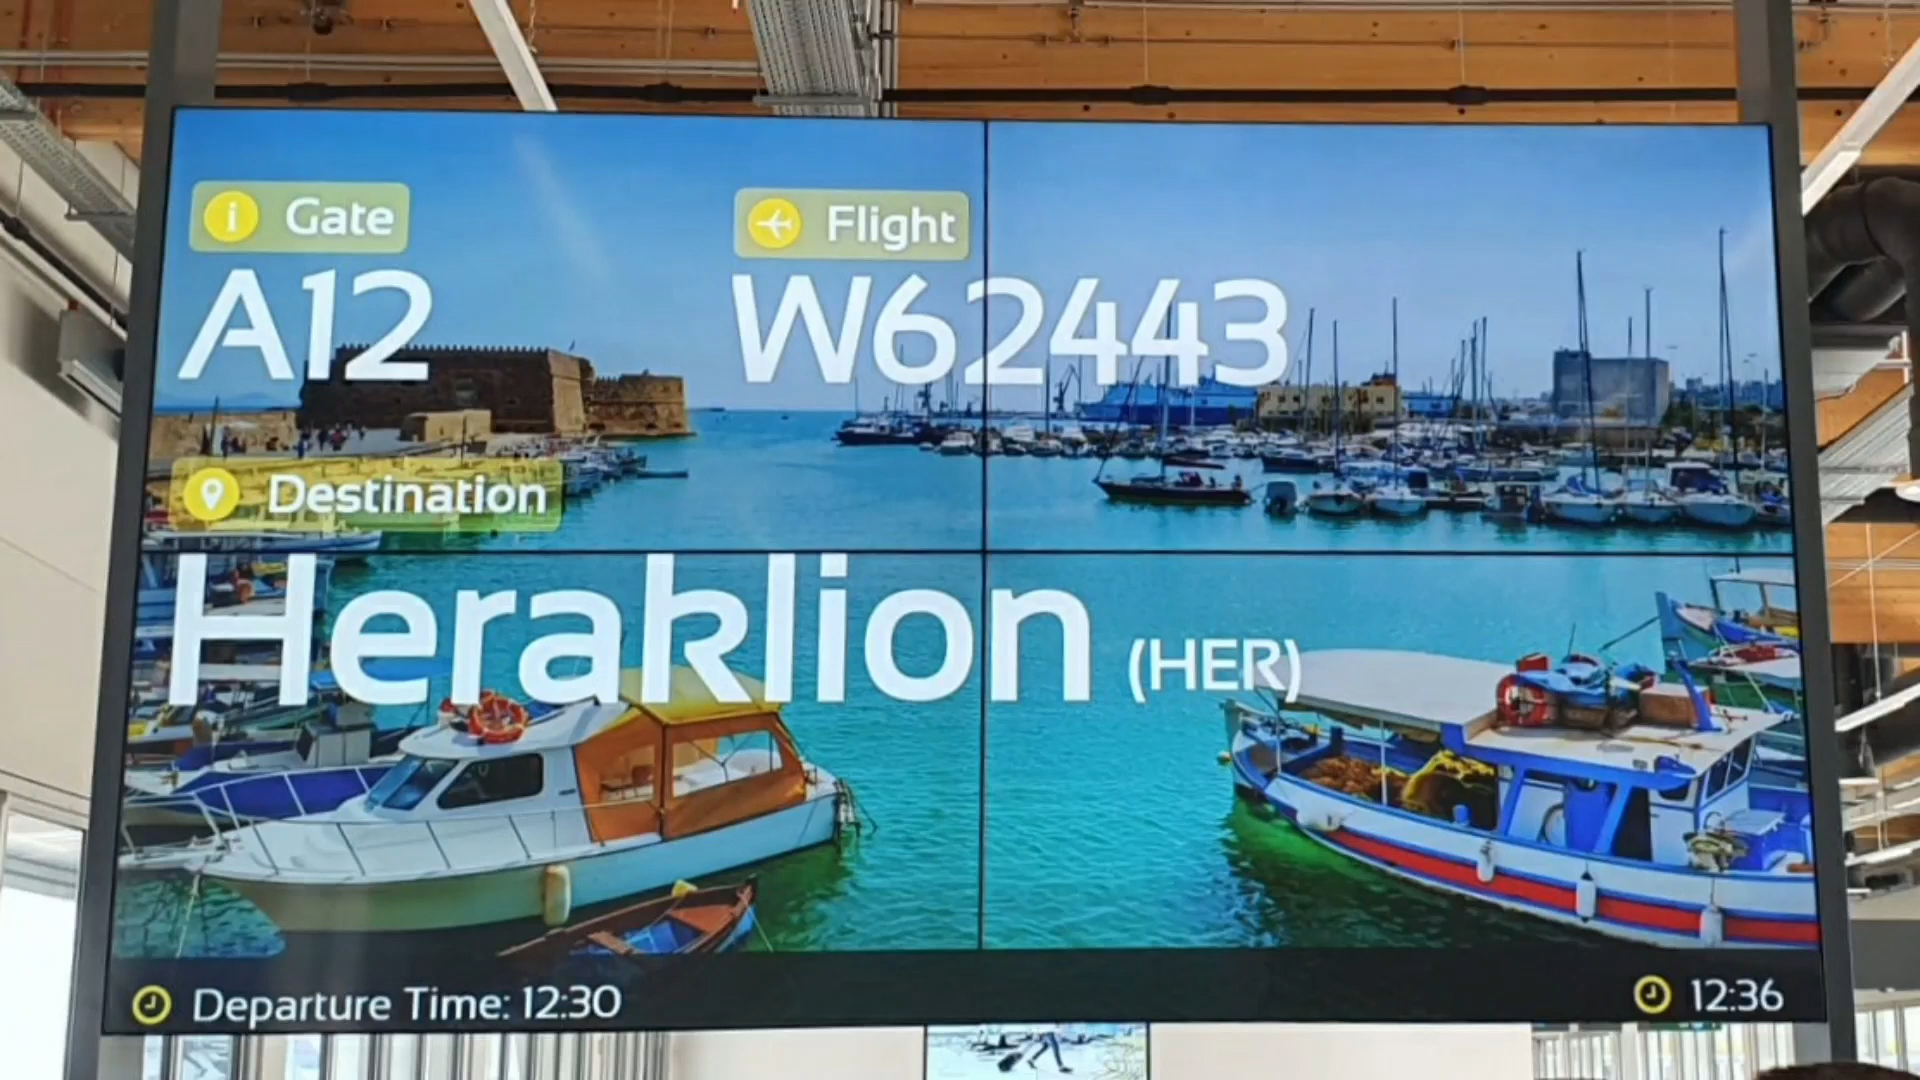 Gate
Flight
A12
W62443
Destination
Heraklion (HER)
Departure Time: 12:30
12:36